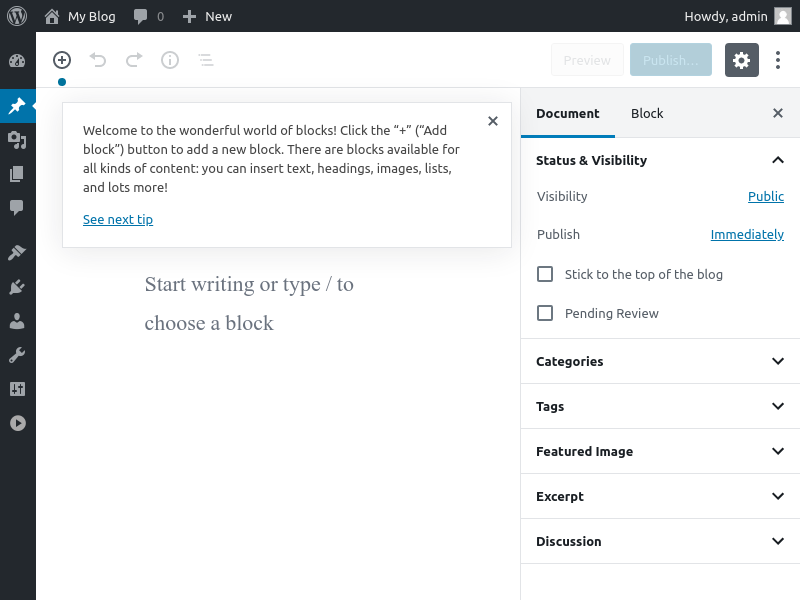 My Blog 0 New Howdy, admin
Preview Publish...
Welcome to the wonderful world of blocks! Click the “+” (“Add
block”) button to add a new block. There are blocks available for
all kinds of content: you can insert text, headings, images, lists,
and lots more!
See next tip
Start writing or type / to
choose a block
Document Block
Status & Visibility
Visibility Public
Publish Immediately
Stick to the top of the blog
Pending Review
Categories
Tags
Featured Image
Excerpt
Discussion